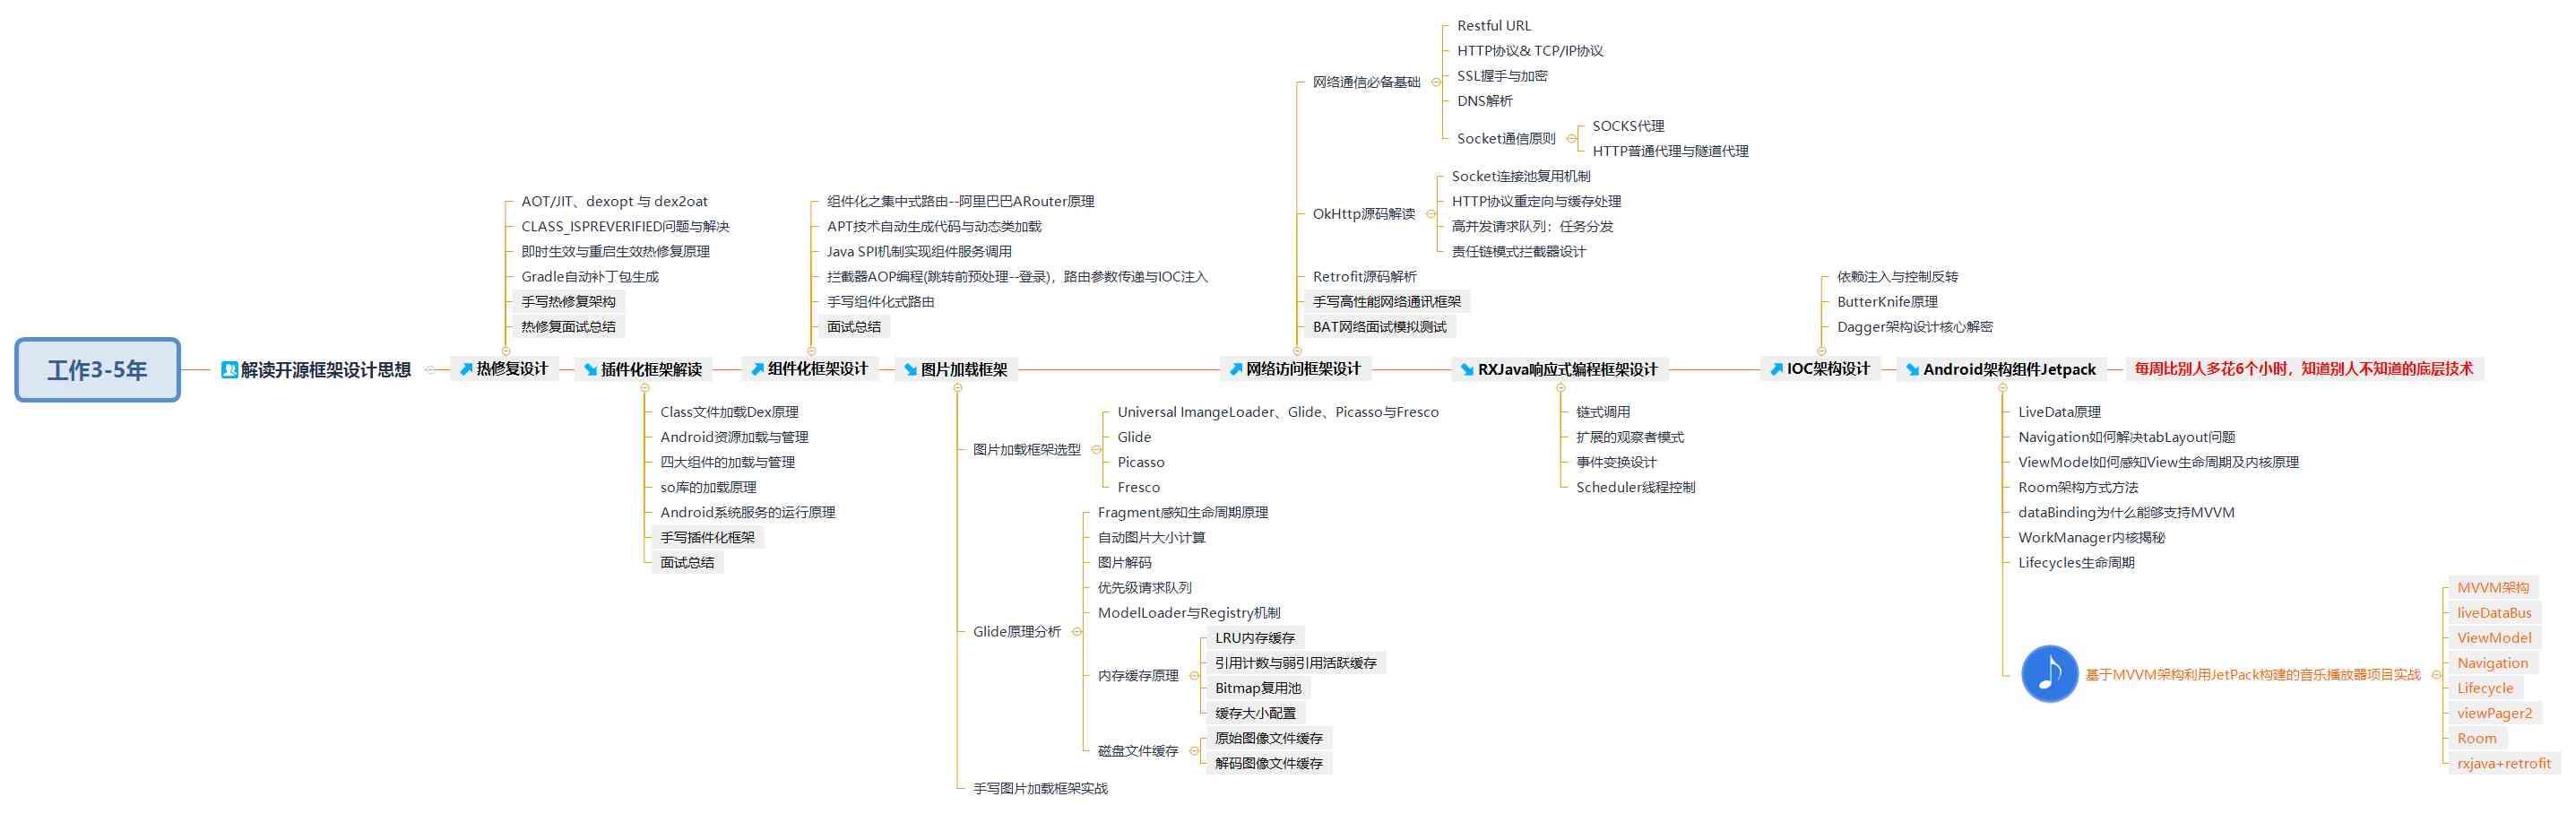 工作3-5年
解读开源框架设计思想
热修复设计
AOT/JIT、dexopt 与 dex2oat
CLASS_ISPREVERIFIED问题与解决
即时生效与重启生效热修复原理
Gradle自动补丁包生成
手写热修复架构
热修复面试总结
插件化框架解读
Class文件加载Dex原理
Android资源加载与管理
四大组件的加载与管理
so库的加载原理
Android系统服务的运行原理
手写插件化框架
面试总结
组件化框架设计
组件化之集中式路由--阿里巴巴ARouter原理
APT技术自动生成代码与动态类加载
Java SPI机制实现组件服务调用
拦截器AOP编程(跳转前预处理--登录)，路由参数传递与IOC注入
手写组件化式路由
面试总结
图片加载框架
图片加载框架选型
Universal ImangeLoader、Glide、Picasso与Fresco
Glide
Picasso
Fresco
Glide原理分析
Fragment感知生命周期原理
自动图片大小计算
图片解码
优先级请求队列
ModelLoader与Registry机制
内存缓存原理
LRU内存缓存
引用计数与弱引用活跃缓存
Bitmap复用池
缓存大小配置
磁盘文件缓存
原始图像文件缓存
解码图像文件缓存
手写图片加载框架实战
网络访问框架设计
网络通信必备基础
Restful URL
HTTP协议& TCP/IP协议
SSL握手与加密
DNS解析
Socket通信原则
SOCKS代理
HTTP普通代理与隧道代理
OkHttp源码解读
Socket连接池复用机制
HTTP协议重定向与缓存处理
高并发请求队列：任务分发
责任链模式拦截器设计
Retrofit源码解析
手写高性能网络通讯框架
BAT网络面试模拟测试
RXJava响应式编程框架设计
链式调用
扩展的观察者模式
事件变换设计
Scheduler线程控制
IOC架构设计
依赖注入与控制反转
ButterKnife原理
Dagger架构设计核心解密
Android架构组件Jetpack
LiveData原理
Navigation如何解决tabLayout问题
ViewModel如何感知View生命周期及内核原理
Room架构方式方法
dataBinding为什么能够支持MVVM
WorkManager内核揭秘
Lifecycles生命周期
基于MVVM架构利用JetPack构建的音乐播放器项目实战
MVVM架构
liveDataBus
ViewModel
Navigation
Lifecycle
viewPager2
Room
rxjava+retrofit
每周比别人多花6个小时，知道别人不知道的底层技术